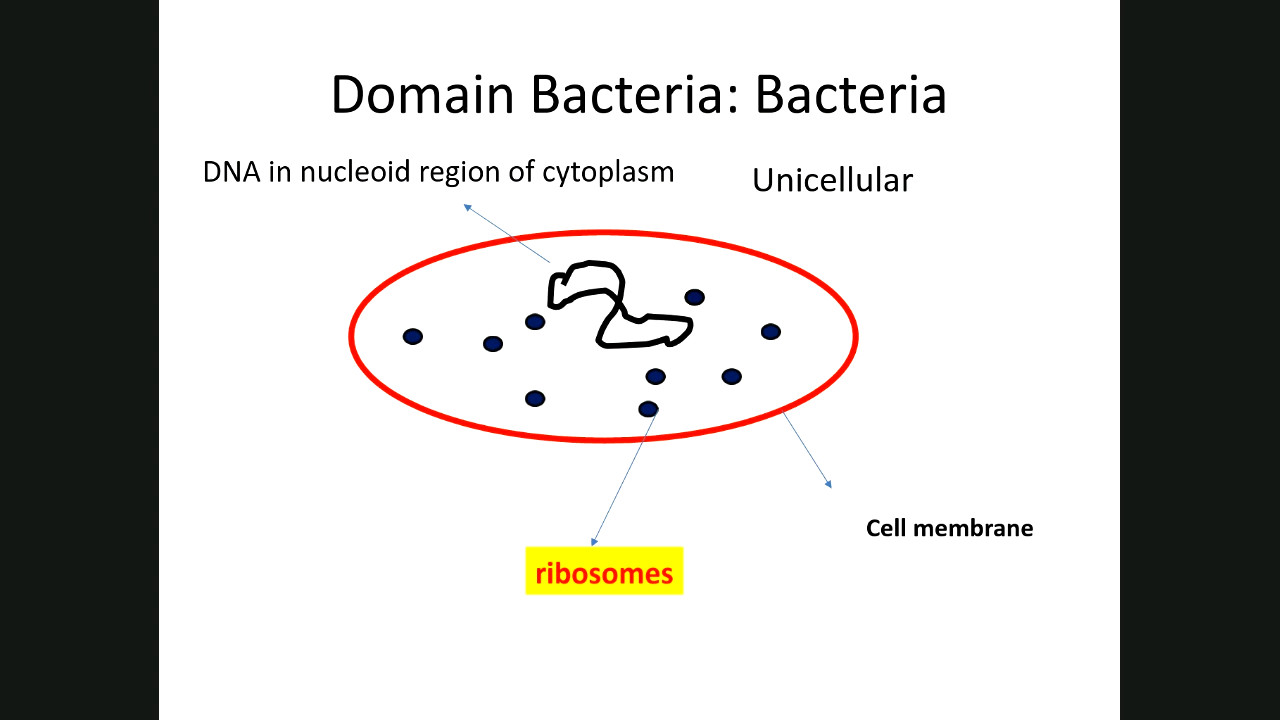 Domain Bacteria: Bacteria
DNA in nucleoid region of cytoplasm
Unicellular
Cell membrane
ribosomes